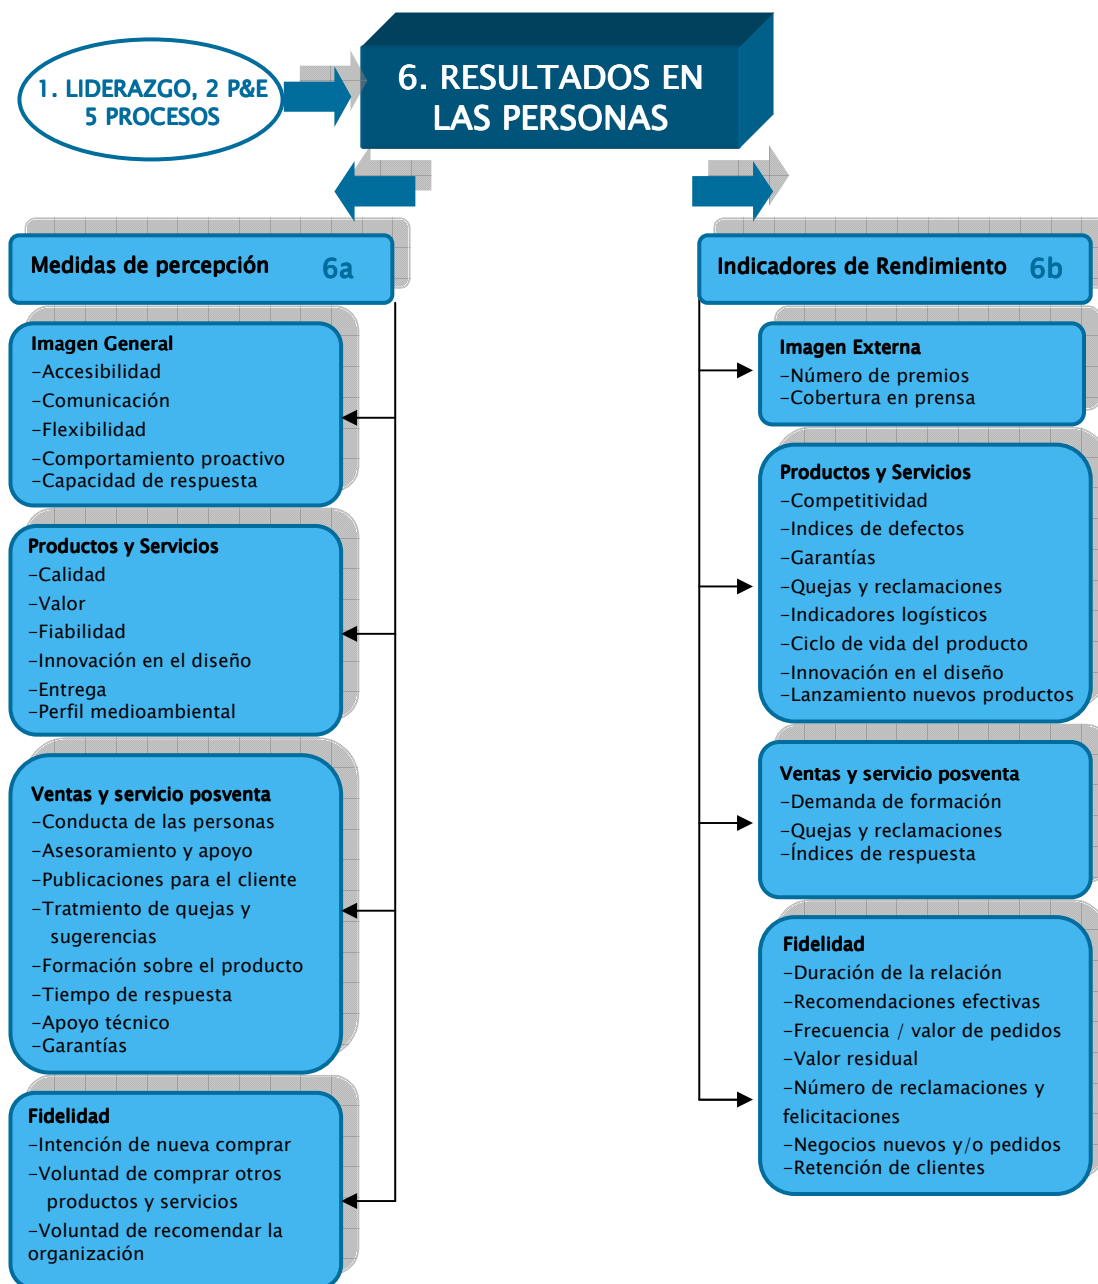 1. LIDERAZGO, 2 P&E
5 PROCESOS
6. RESULTADOS EN
LAS PERSONAS
Medidas de percepción 6a
Imagen General
-Accesibilidad
-Comunicación
-Flexibilidad
-Comportamiento proactivo
-Capacidad de respuesta
Productos y Servicios
-Calidad
-Valor
-Fiabilidad
-Innovación en el diseño
-Entrega
-Perfil medioambiental
Ventas y servicio posventa
-Conducta de las personas
-Asesoramiento y apoyo
-Publicaciones para el cliente
-Tratmiento de quejas y
sugerencias
-Formación sobre el producto
-Tiempo de respuesta
-Apoyo técnico
-Garantías
Fidelidad
-Intención de nueva comprar
-Voluntad de comprar otros
productos y servicios
-Voluntad de recomendar la
organización
Indicadores de Rendimiento 6b
Imagen Externa
-Número de premios
-Cobertura en prensa
Productos y Servicios
-Competitividad
-Indices de defectos
-Garantías
-Quejas y reclamaciones
-Indicadores logísticos
-Ciclo de vida del producto
-Innovación en el diseño
-Lanzamiento nuevos productos
Ventas y servicio posventa
-Demanda de formación
-Quejas y reclamaciones
-Índices de respuesta
Fidelidad
-Duración de la relación
-Recomendaciones efectivas
-Frecuencia / valor de pedidos
-Valor residual
-Número de reclamaciones y
felicitaciones
-Negocios nuevos y/o pedidos
-Retención de clientes